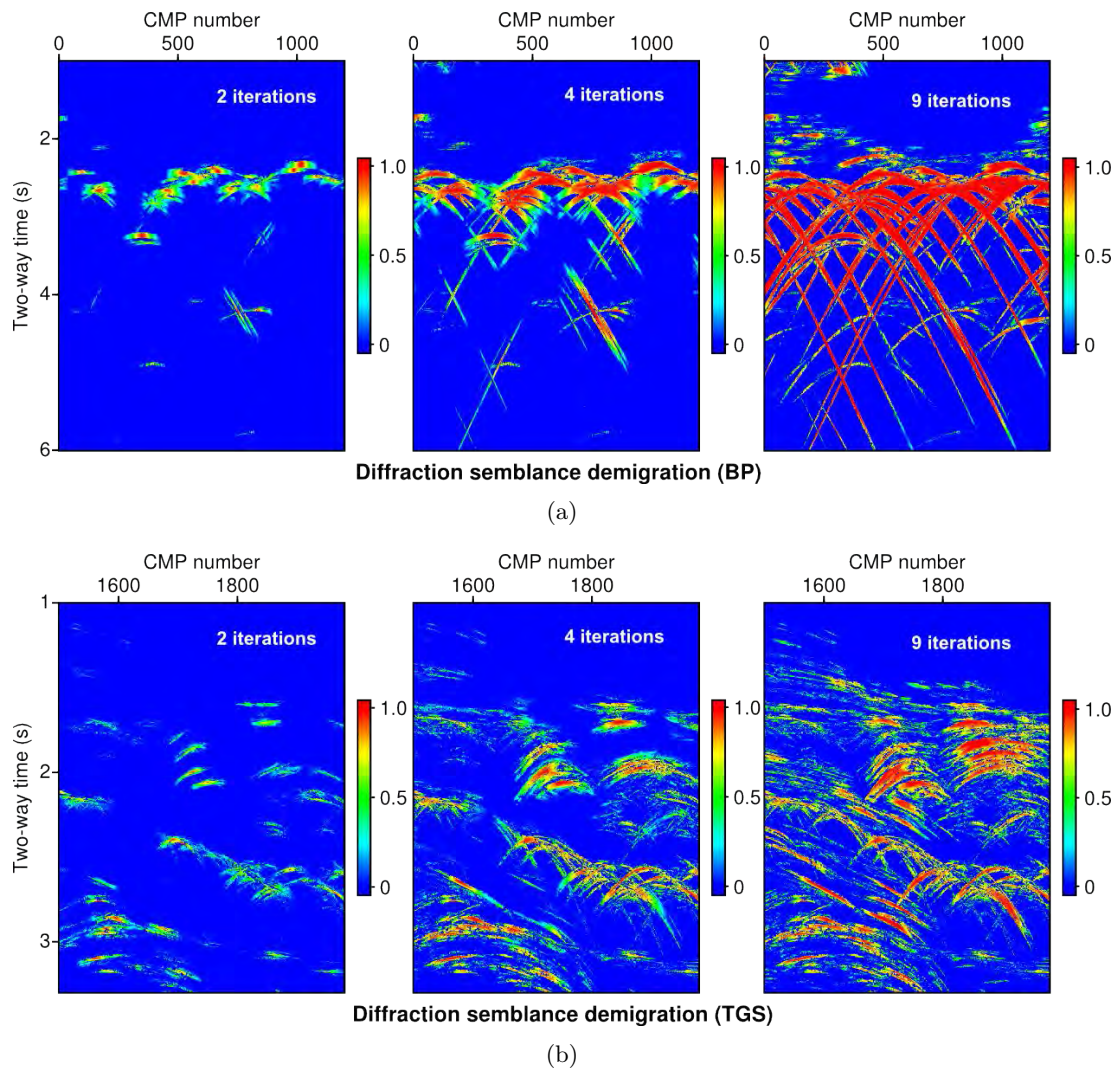 CMP number CMP number CMP number
0 500 1000 0 500 1000 0 500 1000
2 iterations 4 iterations 9 iterations
2
1.0 1.0 1.0
Two-way time (s)
0.5 0.5 0.5
4
0 0 0
6
Diffraction semblance demigration (BP)
(a)
CMP number CMP number CMP number
1600 1800 1600 1800 1600 1800
1
2 iterations 4 iterations 9 iterations
1.0 1.0 1.0
Two-way time (s)
2
0.5 0.5 0.5
0 0 0
3
Diffraction semblance demigration (TGS)
(b)